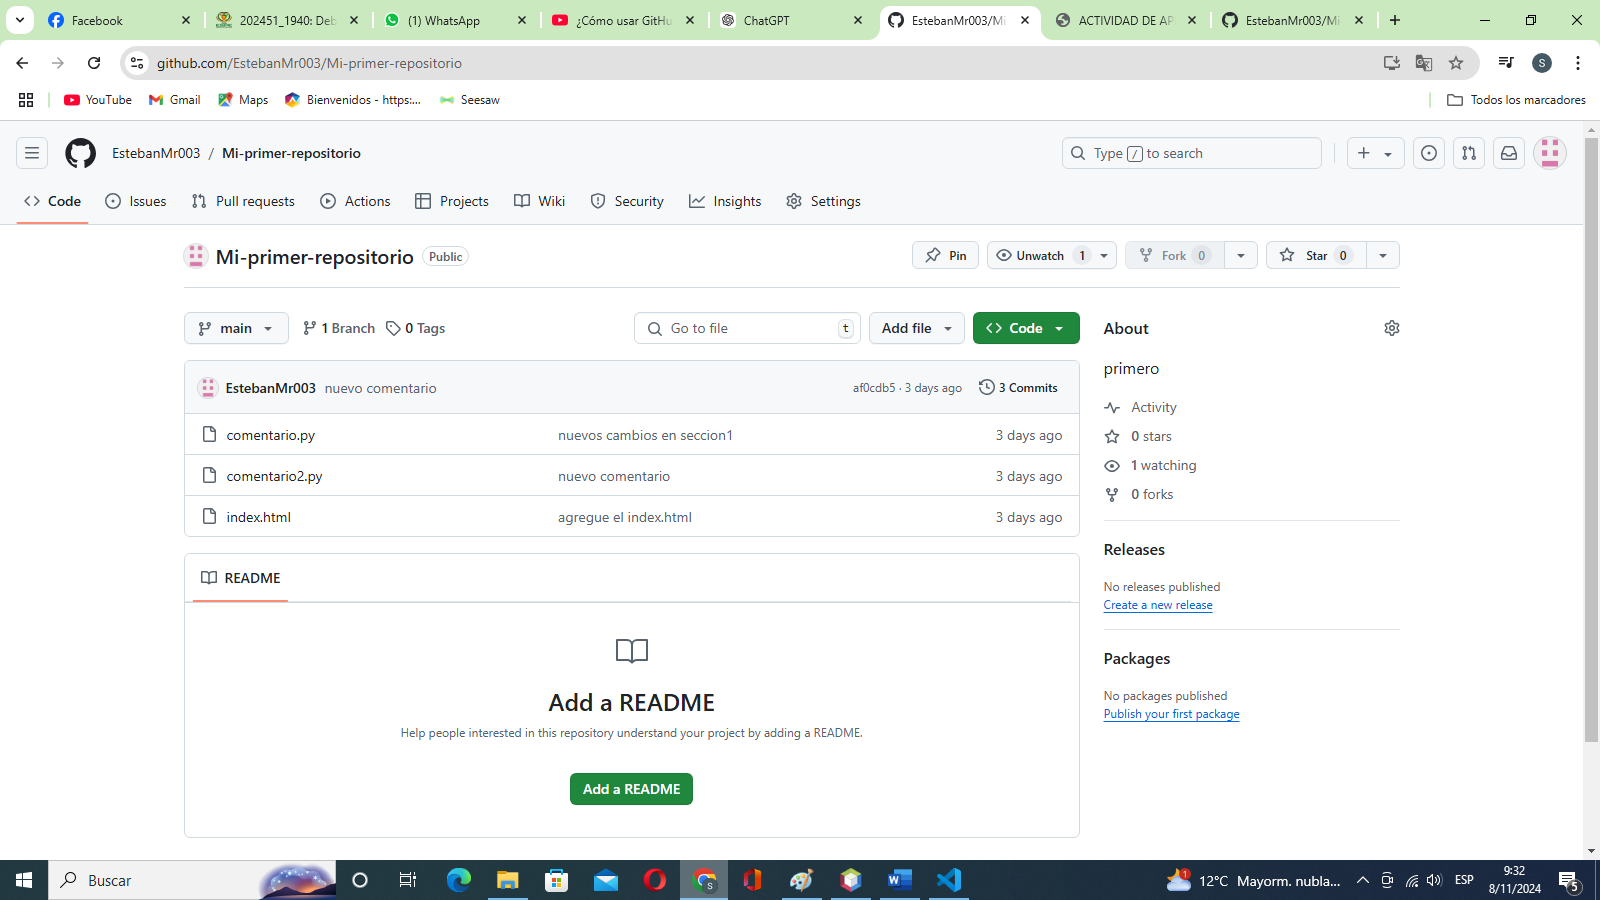 Facebook
202451_1940: Deb
(1) WhatsApp
¿Cómo usar GitHu
ChatGPT
EstebanMr003/Mi
ACTIVIDAD DE AP
EstebanMr003/Mi
github.com/EstebanMr003/Mi-primer-repositorio
S
YouTube
Gmail
Maps
Bienvenidos - https:...
Seesaw
Todos los marcadores
EstebanMr003 / Mi-primer-repositorio
Type / to search
Code
Issues
Pull requests
Actions
Projects
Wiki
Security
Insights
Settings
Mi-primer-repositorio Public
Pin
Unwatch 1
Fork 0
Star 0
main
1 Branch
0 Tags
Go to file t
Add file
Code
EstebanMr003 nuevo comentario af0cdb5 · 3 days ago 3 Commits
comentario.py nuevos cambios en seccion1 3 days ago
comentario2.py nuevo comentario 3 days ago
index.html agregue el index.html 3 days ago
README
Add a README
Help people interested in this repository understand your project by adding a README.
Add a README
About
primero
Activity
0 stars
1 watching
0 forks
Releases
No releases published
Create a new release
Packages
No packages published
Publish your first package
Buscar
S
1
12°C Mayorm. nubla...
ESP
9:32
8/11/2024
5